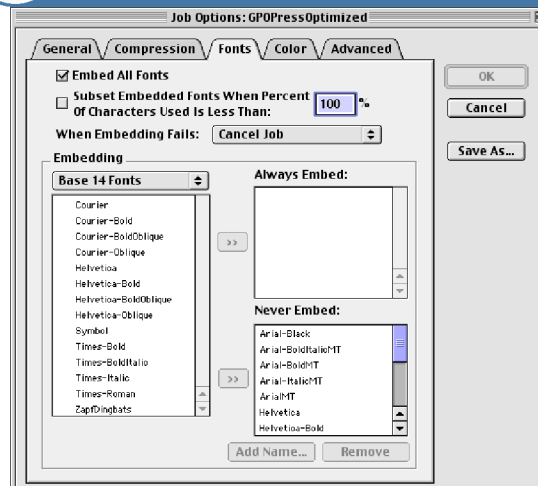 Job Options: GPOPressOptimized
General Compression Fonts Color Advanced
Embed All Fonts
Subset Embedded Fonts When Percent
Of Characters Used Is Less Than:
100 %
When Embedding Fails: Cancel Job
OK
Cancel
Save As...
Embedding
Base 14 Fonts
Courier
Courier-Bold
Courier-BoldOblique
Courier-Oblique
Helvetica
Helvetica-Bold
Helvetica-BoldOblique
Helvetica-Oblique
Symbol
Times-Bold
Times-BoldItalic
Times-Italic
Times-Roman
ZapfDingbats
>>
>>
Always Embed:
Never Embed:
Arial-Black
Arial-BoldItalicMT
Arial-BoldMT
Arial-ItalicMT
ArialMT
Helvetica
Helvetica-Bold
Add Name... Remove